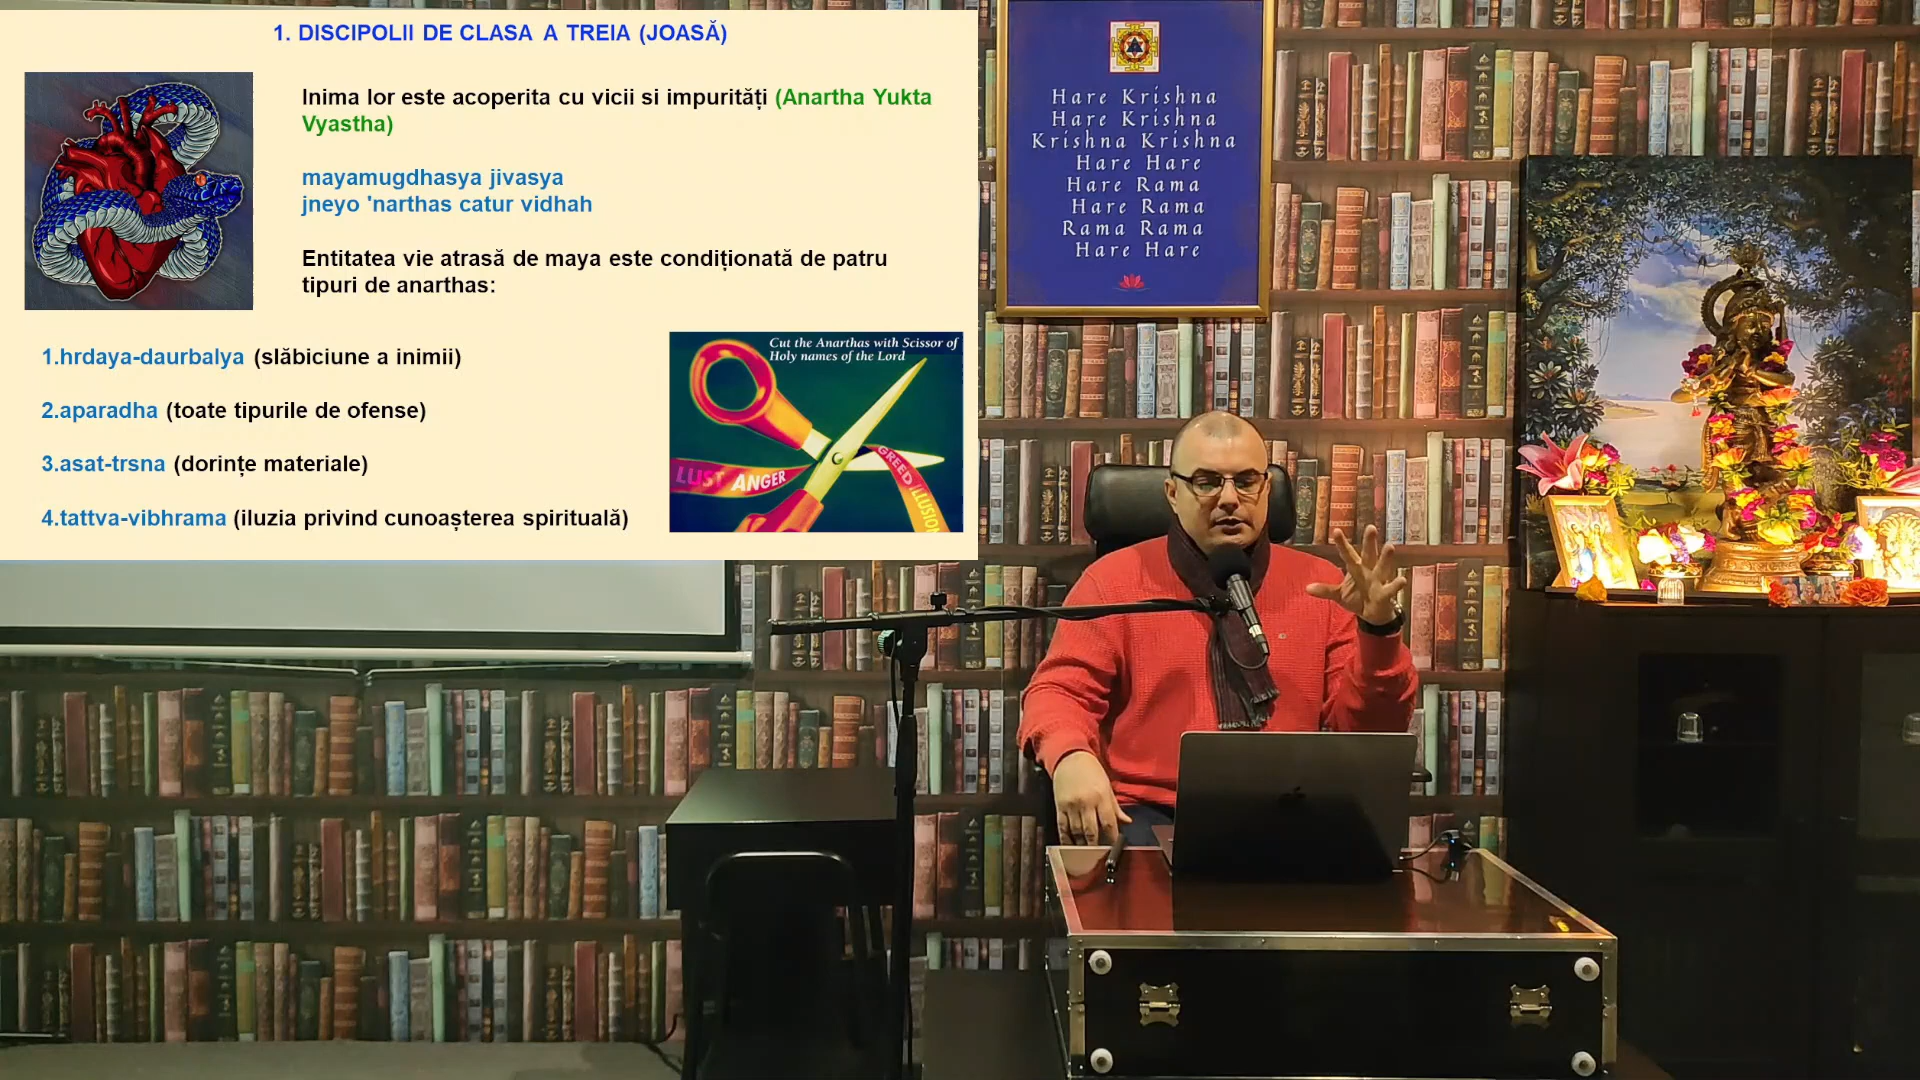 1. DISCIPOLII DE CLASA A TREIA (JOASĂ)
Inima lor este acoperita cu vicii si impurități (Anartha Yukta
Vyastha)
mayamugdhasya jivasya
jneyo 'narthas catur vidhah
Entitatea vie atrasă de maya este condiționată de patru
tipuri de anarthas:
1.hrdaya-daurbalya (slăbiciune a inimii)
2.aparadha (toate tipurile de ofense)
3.asat-trsna (dorințe materiale)
4.tattva-vibhrama (iluzia privind cunoașterea spirituală)
Cut the Anarthas with Scissor of
Holy names of the Lord
LUST ANGER
GREED ILLUSION
Hare Krishna
Hare Krishna
Krishna Krishna
Hare Hare
Hare Rama
Hare Rama
Rama Rama
Hare Hare